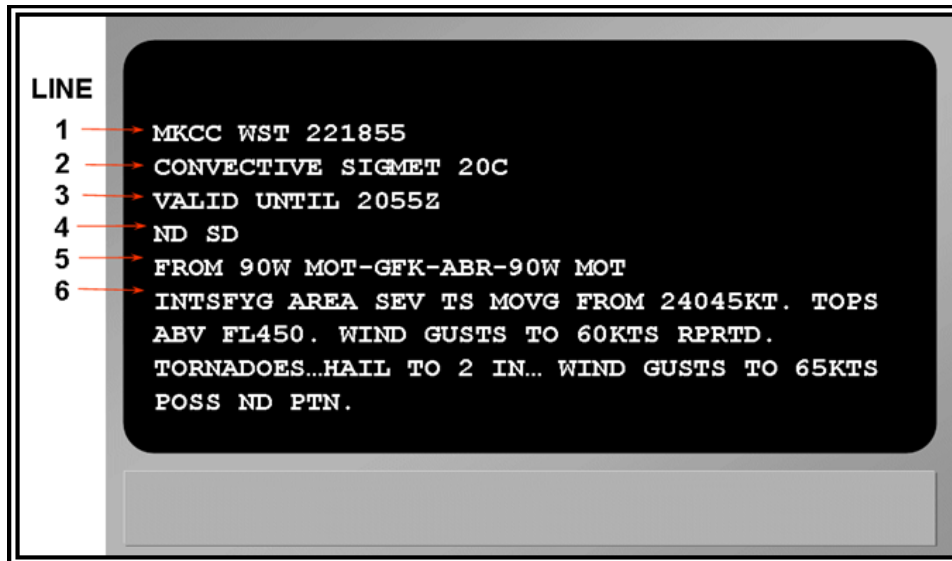 LINE
1 MKCC WST 221855
2 CONVECTIVE SIGMET 20C
3 VALID UNTIL 2055Z
4 ND SD
5 FROM 90W MOT-GFK-ABR-90W MOT
6 INTSFYG AREA SEV TS MOVG FROM 24045KT. TOPS
ABV FL450. WIND GUSTS TO 60KTS RPRTD.
TORNADOES…HAIL TO 2 IN… WIND GUSTS TO 65KTS
POSS ND PTN.